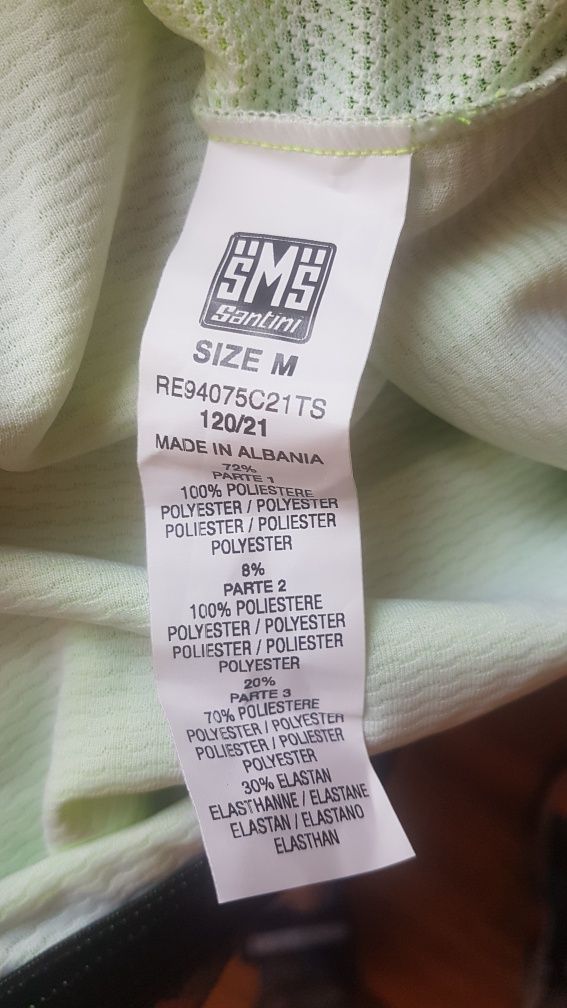 SMS
Santini
SIZE M
RE94075C21TS
120/21
MADE IN ALBANIA
72%
PARTE 1
100% POLIESTERE
POLYESTER / POLYESTER
POLIESTER / POLIESTER
POLYESTER
8%
PARTE 2
100% POLIESTERE
POLYESTER / POLYESTER
POLIESTER / POLIESTER
POLYESTER
20%
PARTE 3
70% POLIESTERE
POLYESTER / POLYESTER
POLIESTER / POLIESTER
POLYESTER
30% ELASTAN
ELASTHANNE / ELASTANE
ELASTAN / ELASTANO
ELASTHAN